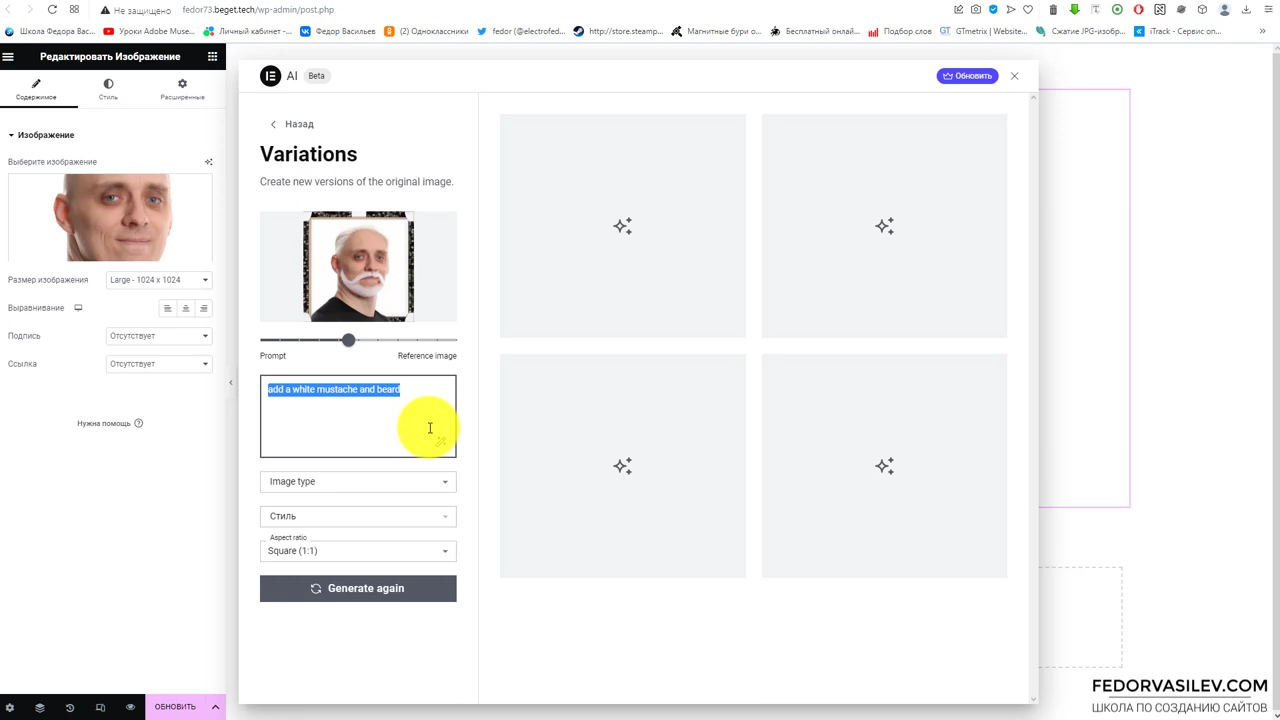 Не защищено
fedor73.beget.tech/wp-admin/post.php
Школа Федора Вас...
Уроки Adobe Muse...
Личный кабинет -...
Федор Васильев
(2) Одноклассники
fedor (@electrofed...
http://store.steamp...
Магнитные бури о...
Бесплатный онлай...
Подбор слов
GTmetrix | Website...
Сжатие JPG-изобр...
iTrack - Сервис оп...
Редактировать Изображение
Содержимое
Стиль
Расширенные
Изображение
Выберите изображение
Размер изображения
Large - 1024 x 1024
Выравнивание
Подпись
Отсутствует
Ссылка
Отсутствует
Нужна помощь
ОБНОВИТЬ
AI
Beta
Обновить
Назад
Variations
Create new versions of the original image.
Prompt
Reference image
add a white mustache and beard
Image type
Стиль
Aspect ratio
Square (1:1)
Generate again
FEDORVASILEV.COM
ШКОЛА ПО СОЗДАНИЮ САЙТОВ